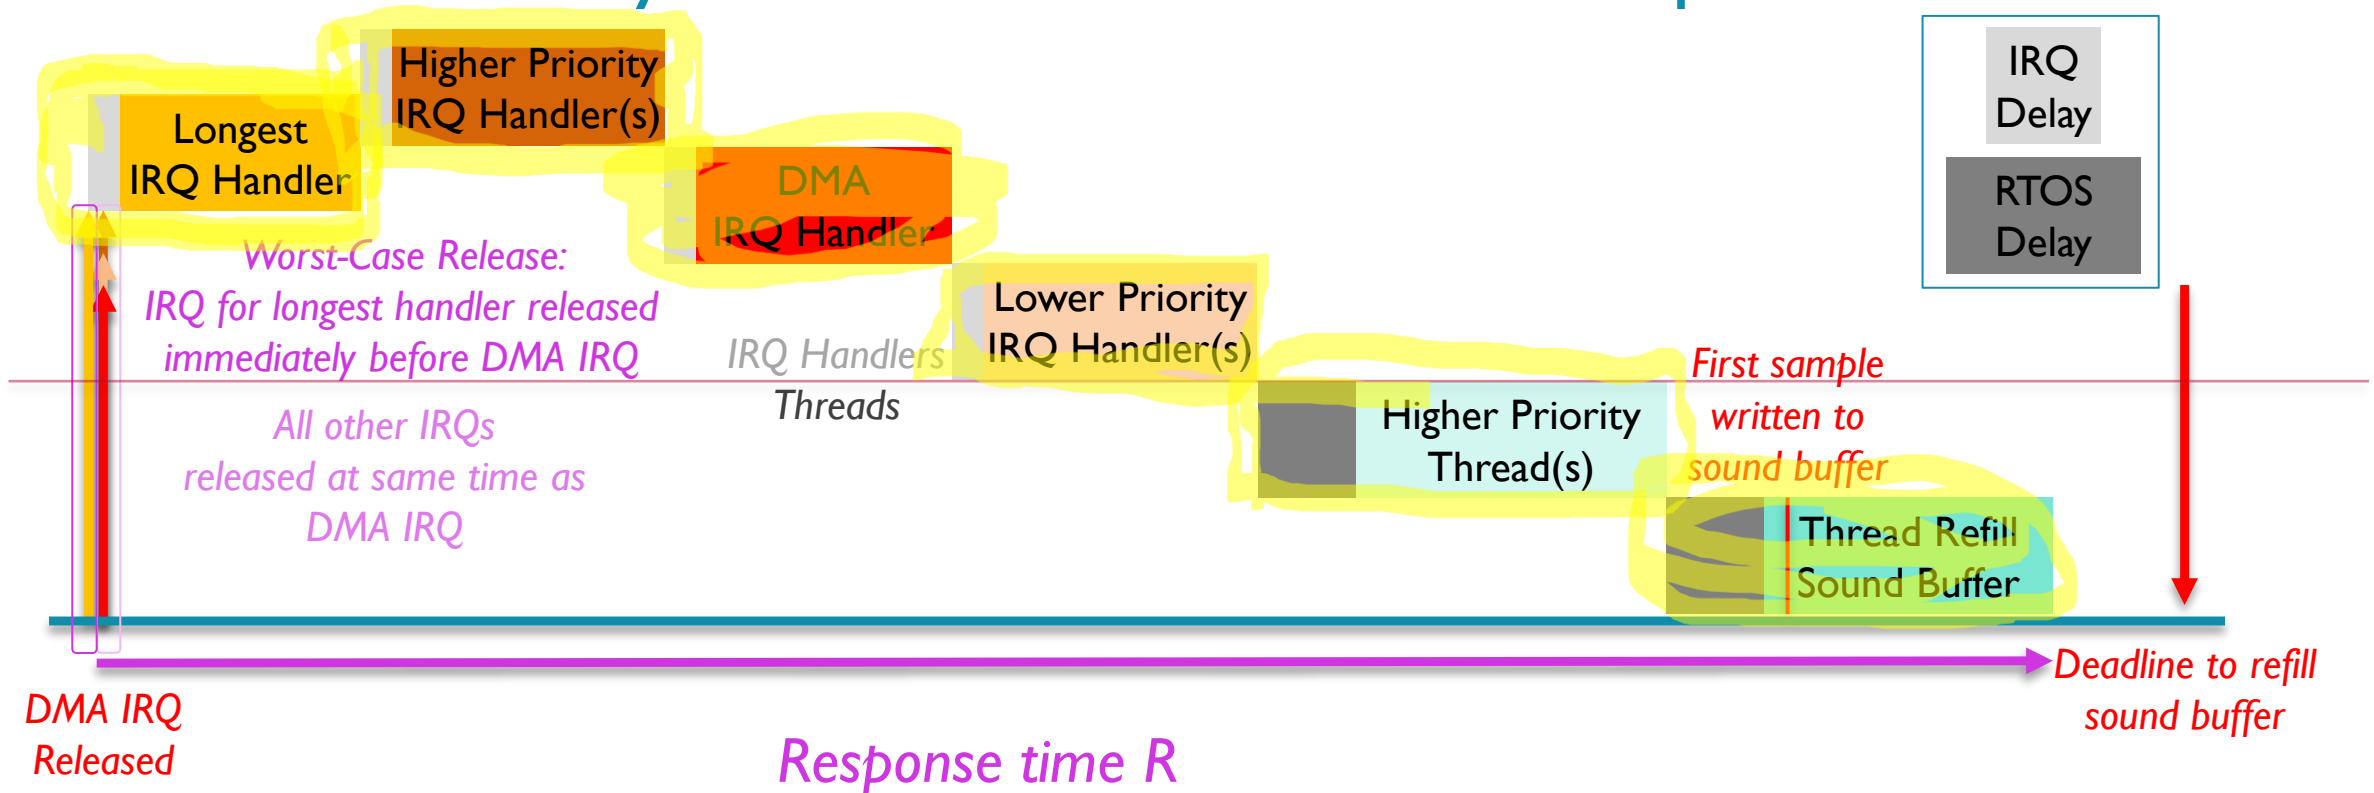 Higher Priority
IRQ Handler(s)
IRQ
Delay
Longest
IRQ Handler
RTOS
Delay
DMA
IRQ Handler
Worst-Case Release:
IRQ for longest handler released
immediately before DMA IRQ
Lower Priority
IRQ Handler(s)
IRQ Handlers
Threads
First sample
written to
sound buffer
All other IRQs
released at same time as
DMA IRQ
Higher Priority
Thread(s)
Thread Refill
Sound Buffer
DMA IRQ
Released
Response time R
Deadline to refill
sound buffer